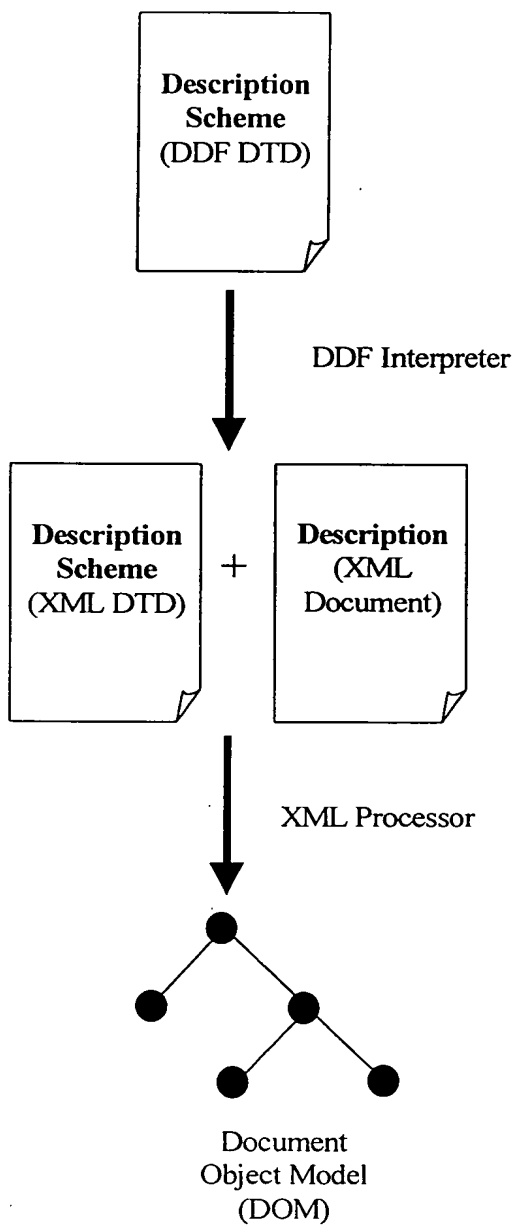 Description
Scheme
(DDF DTD)
DDF Interpreter
Description
Scheme
(XML DTD)
+
Description
(XML
Document)
XML Processor
Document
Object Model
(DOM)